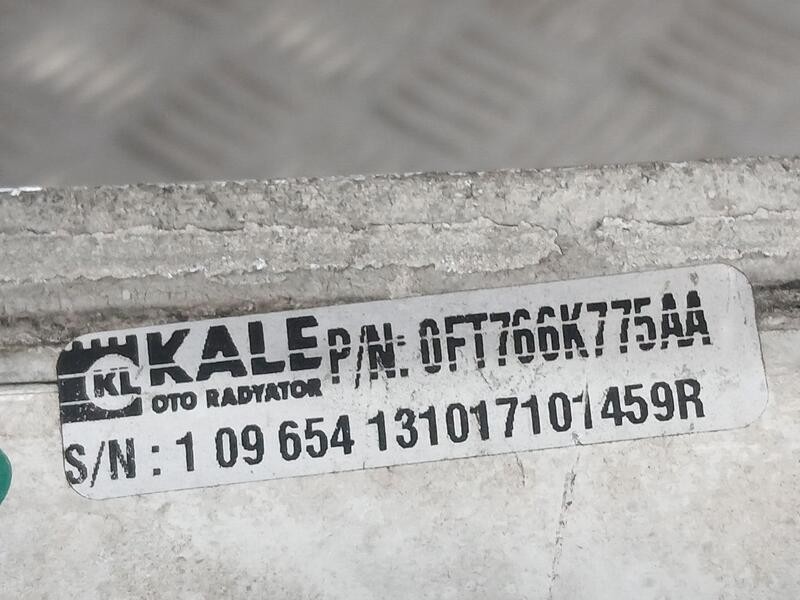 KL KALE P/N: 0FT766K775AA
OTO RADYATOR
S/N : 1 09 654 131017101459R